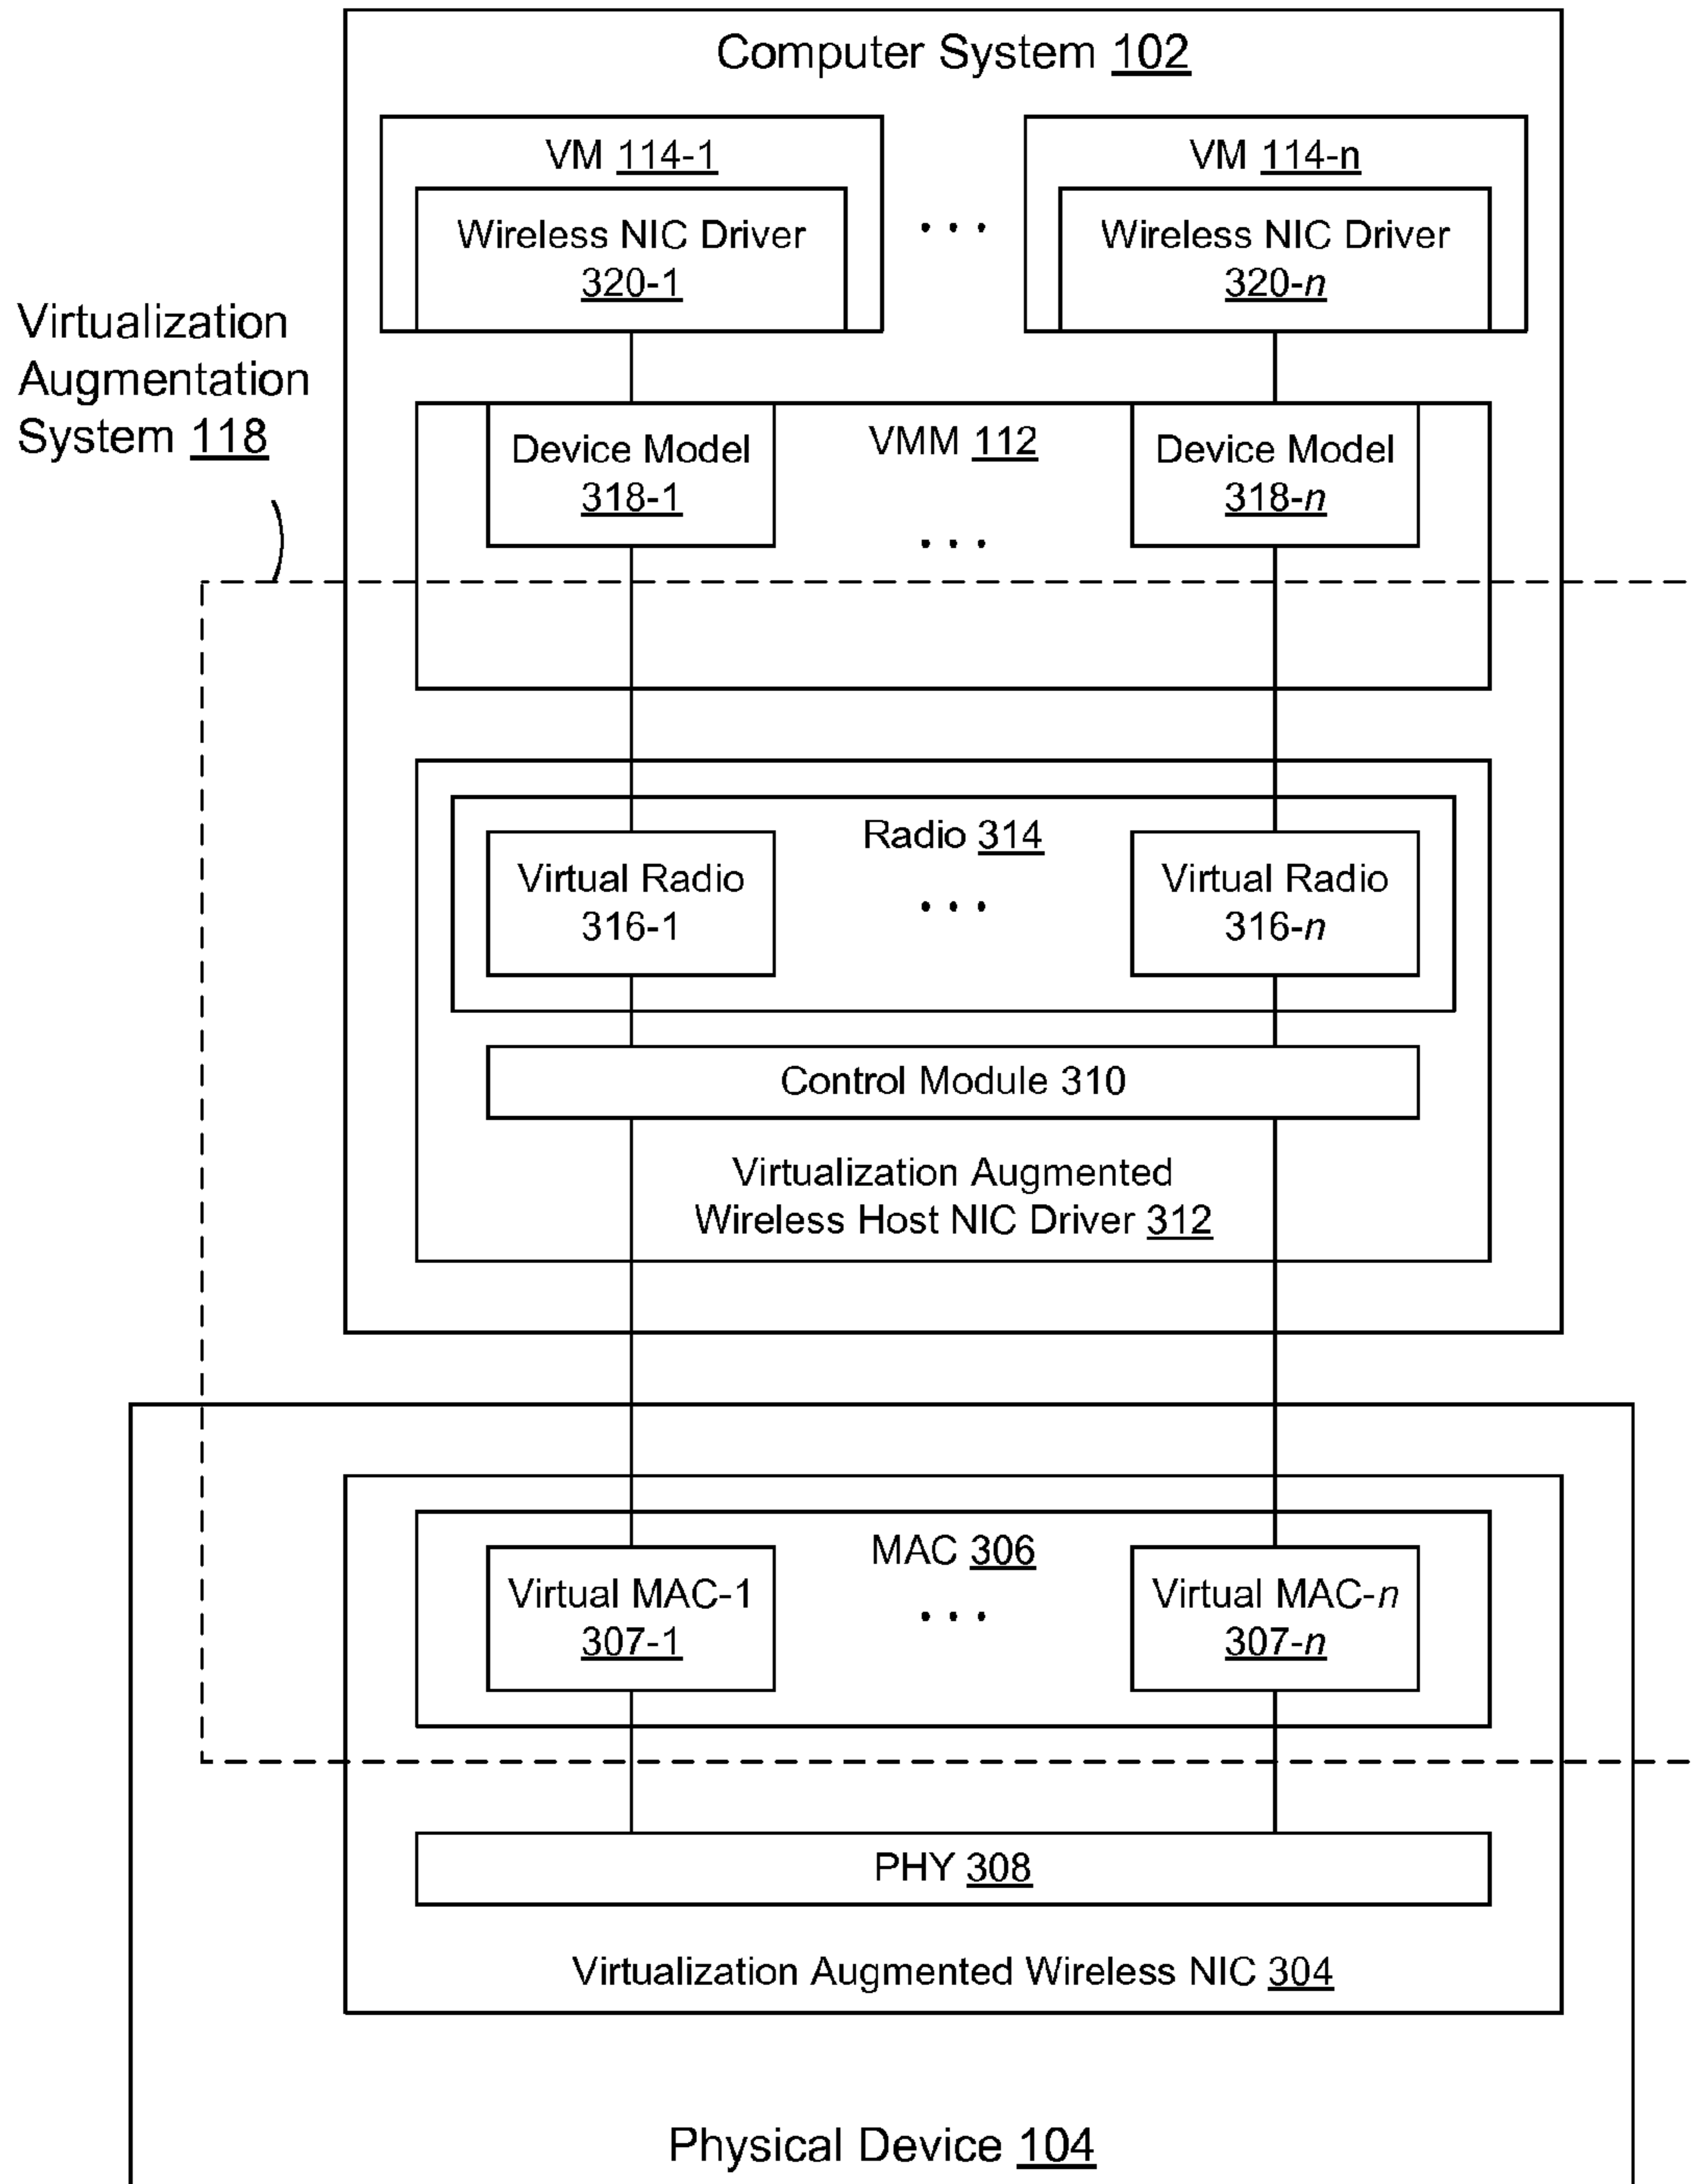 Computer System 102
VM 114-1
VM 114-n
Wireless NIC Driver
320-1
. . .
Wireless NIC Driver
320-n
Virtualization
Augmentation
System 118
Device Model
318-1
VMM 112
. . .
Device Model
318-n
Radio 314
Virtual Radio
316-1
. . .
Virtual Radio
316-n
Control Module 310
Virtualization Augmented
Wireless Host NIC Driver 312
MAC 306
Virtual MAC-1
307-1
. . .
Virtual MAC-n
307-n
PHY 308
Virtualization Augmented Wireless NIC 304
Physical Device 104